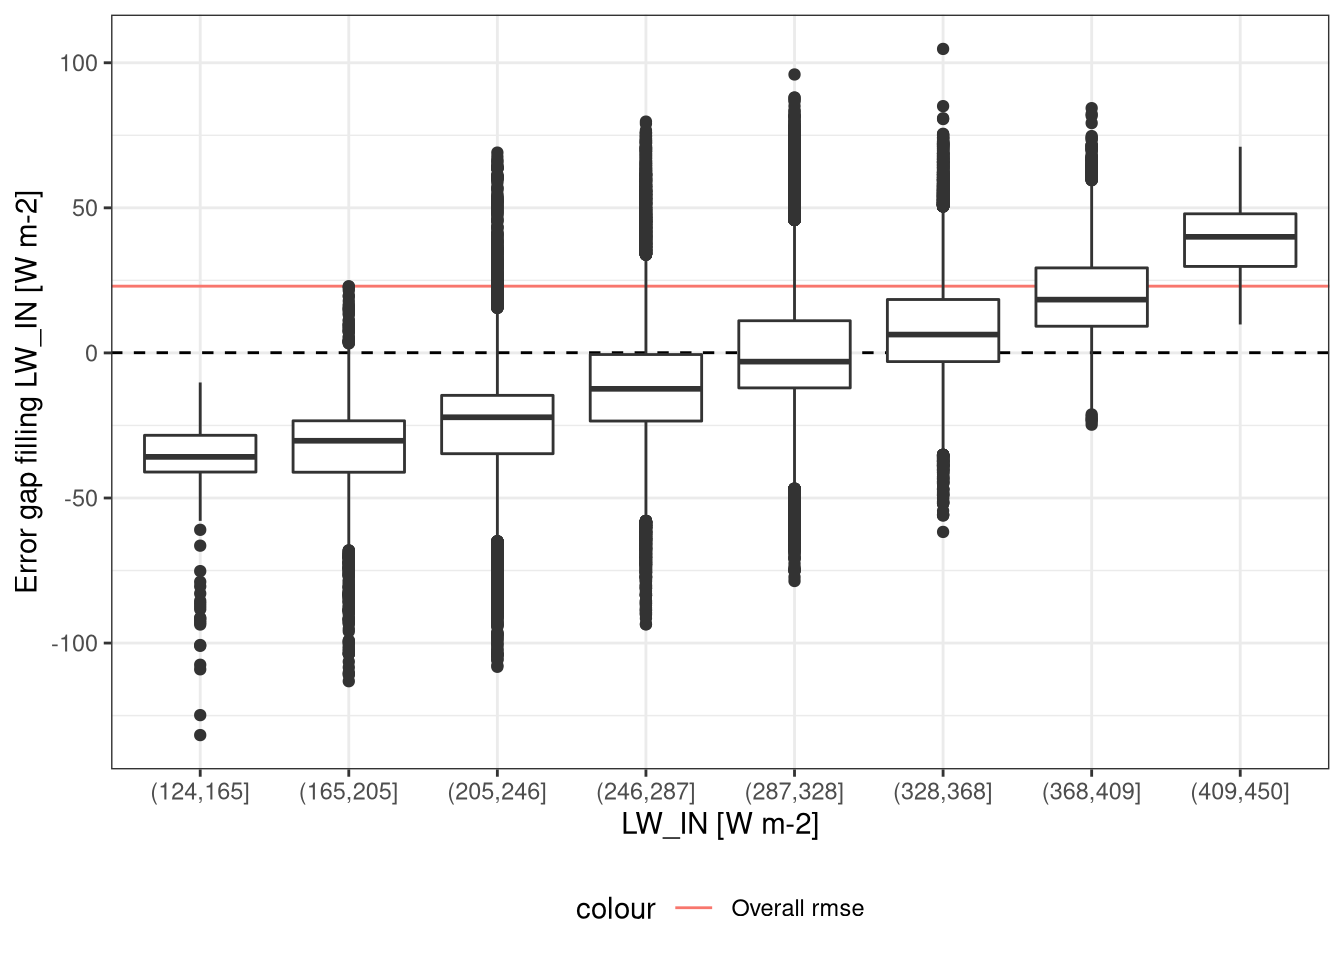 Error gap filling LW_IN [W m-2]
100
50
0
-50
-100
(124,165] (165,205] (205,246] (246,287] (287,328] (328,368] (368,409] (409,450]
LW_IN [W m-2]
colour Overall rmse